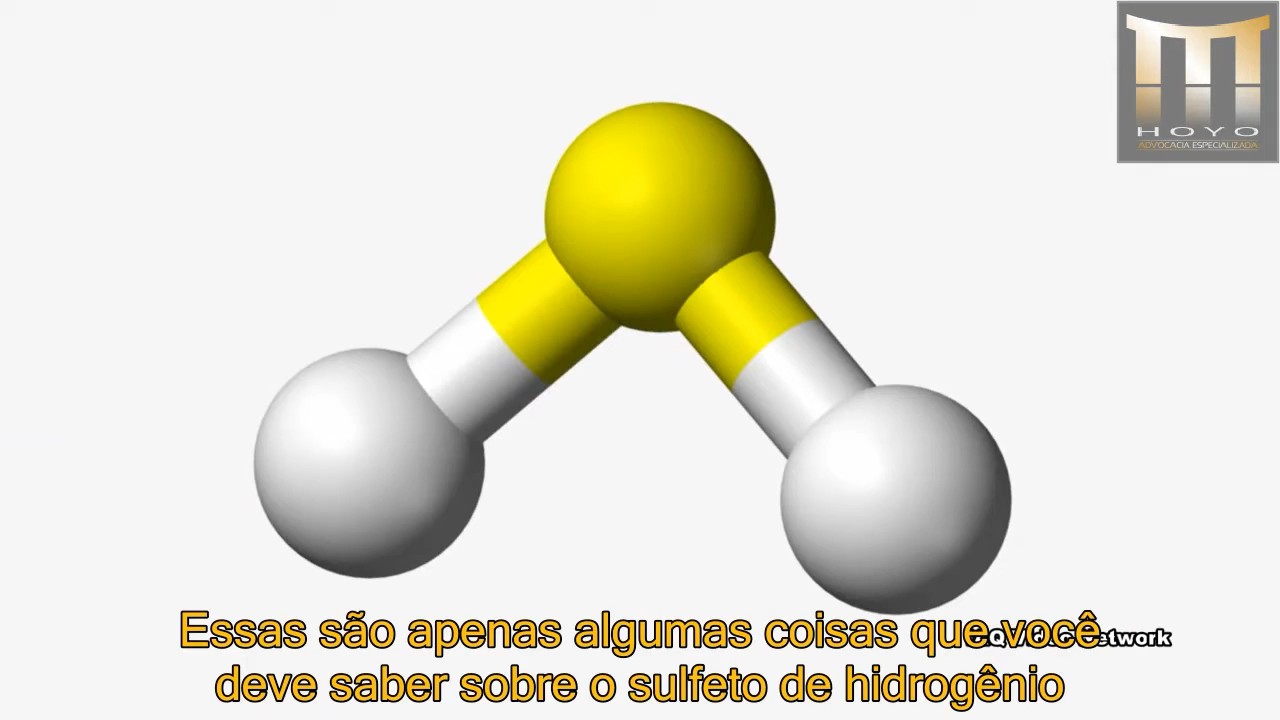 HOYO
ADVOCACIA ESPECIALIZADA
Essas são apenas algumas coisas que você
deve saber sobre o sulfeto de hidrogênio